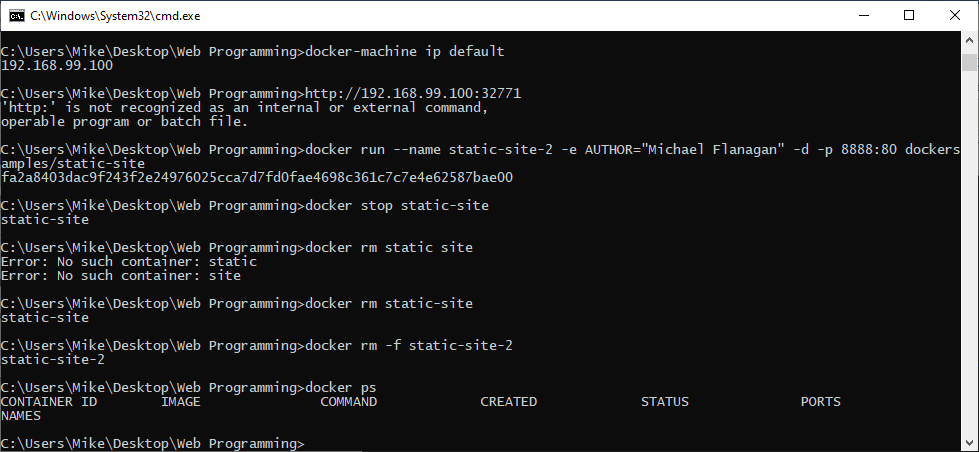 C:\Windows\System32\cmd.exe
C:\Users\Mike\Desktop\Web Programming>docker-machine ip default
192.168.99.100
C:\Users\Mike\Desktop\Web Programming>http://192.168.99.100:32771
'http:' is not recognized as an internal or external command,
operable program or batch file.
C:\Users\Mike\Desktop\Web Programming>docker run --name static-site-2 -e AUTHOR="Michael Flanagan" -d -p 8888:80 dockers
amples/static-site
fa2a8403dac9f243f2e24976025cca7d7fd0fae4698c361c7c7e4e62587bae00
C:\Users\Mike\Desktop\Web Programming>docker stop static-site
static-site
C:\Users\Mike\Desktop\Web Programming>docker rm static site
Error: No such container: static
Error: No such container: site
C:\Users\Mike\Desktop\Web Programming>docker rm static-site
static-site
C:\Users\Mike\Desktop\Web Programming>docker rm -f static-site-2
static-site-2
C:\Users\Mike\Desktop\Web Programming>docker ps
CONTAINER ID        IMAGE               COMMAND             CREATED             STATUS              PORTS
NAMES
C:\Users\Mike\Desktop\Web Programming>